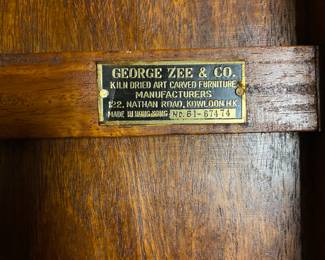 GEORGE ZEE & CO.
KILN DRIED ART CARVED FURNITURE
MANUFACTURERS
122, NATHAN ROAD, KOWLOON, H.K.
MADE IN HONG KONG No. 61-67474